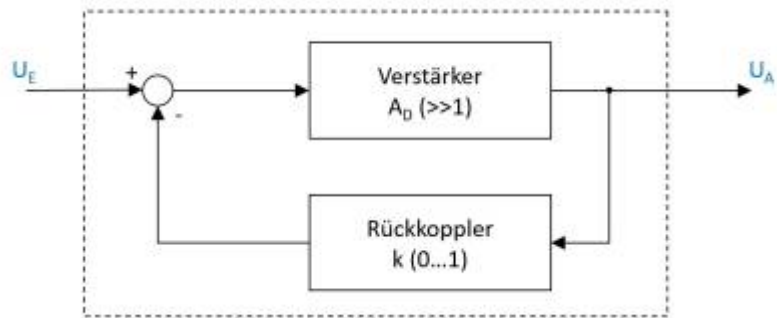 U_E
+
-
Verstärker
A_D (>>1)
U_A
Rückkoppler
k (0...1)